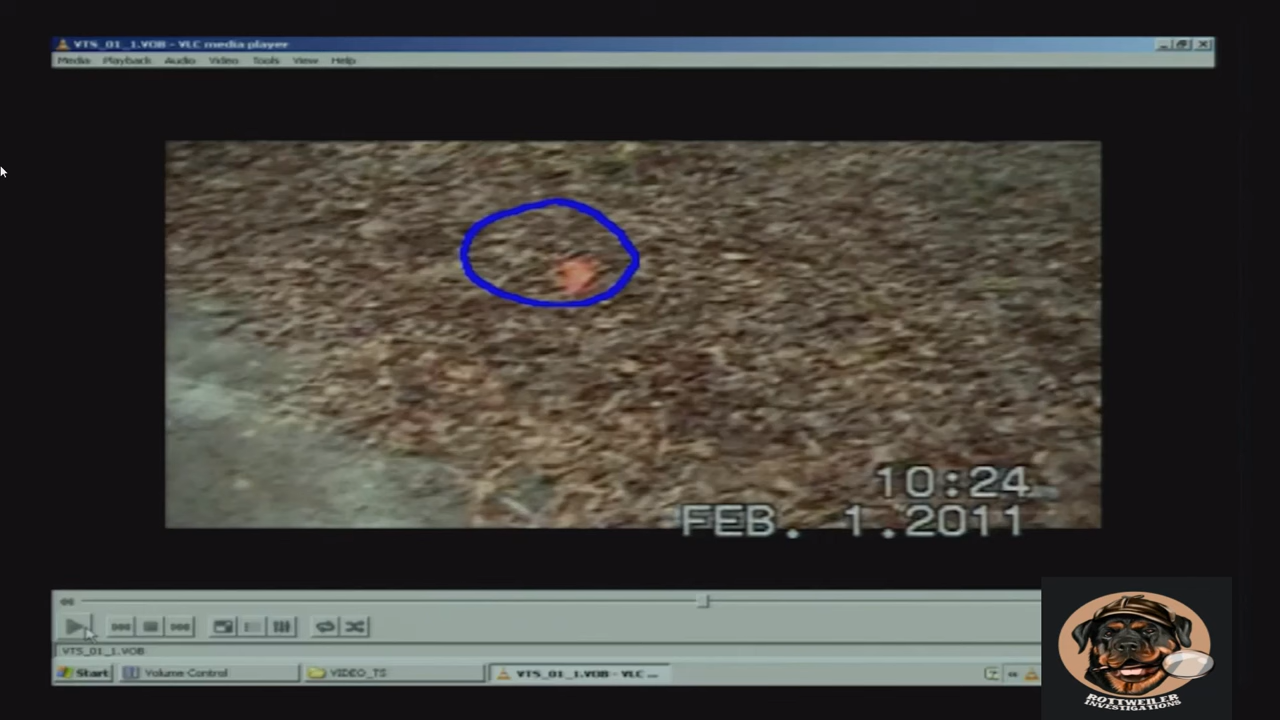 VTS_01_1.VOB - VLC media player
Media Playback Audio Video Tools View Help
10:24
FEB. 1.2011
VTS_01_1.VOB
Start Volume Control VIDEO_TS VTS_01_1.VOB - VLC ...
ROTTWEILER
INVESTIGATIONS